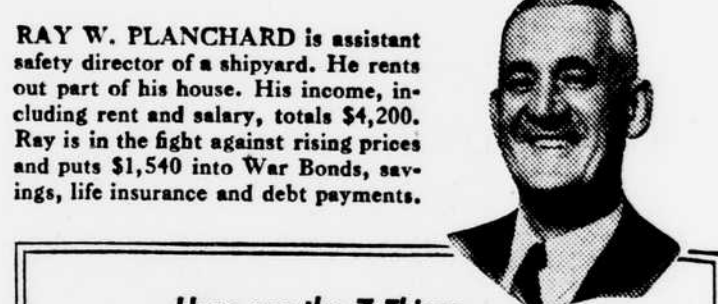 RAY W. PLANCHARD is assistant
safety director of a shipyard. He rents
out part of his house. His income, in-
cluding rent and salary, totals $4,200.
Ray is in the fight against rising prices
and puts $1,540 into War Bonds, sav-
ings, life insurance and debt payments.